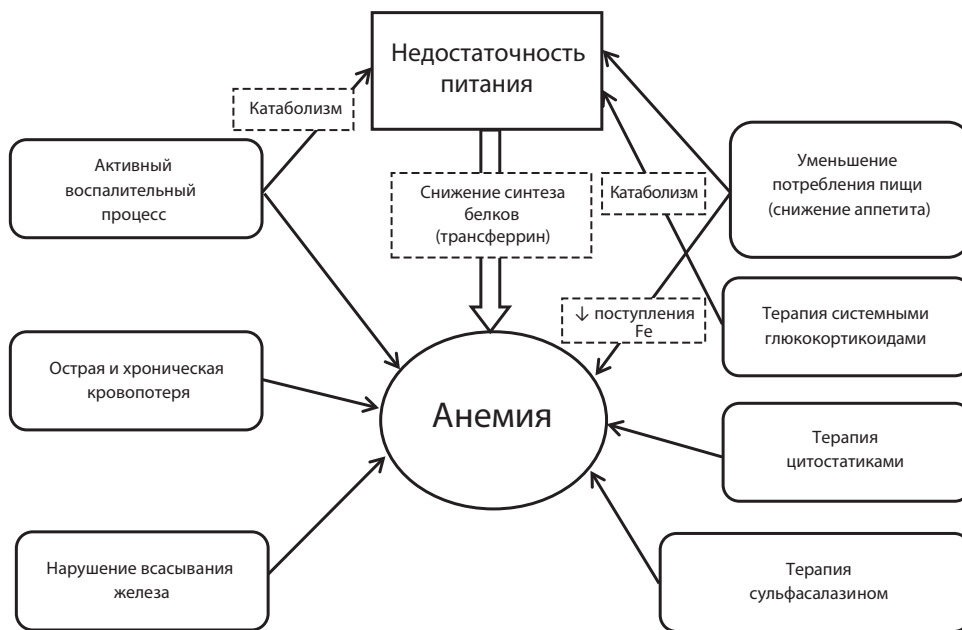 Недостаточность
питания
Катаболизм
Активный
воспалительный
процесс
Снижение синтеза
белков
(трансферрин)
Катаболизм
Уменьшение
потребления пищи
(снижение аппетита)
↓ поступления
Fe
Терапия системными
глюкокортикоидами
Острая и хроническая
кровопотеря
Анемия
Терапия
цитостатиками
Нарушение всасывания
железа
Терапия
сульфасалазином